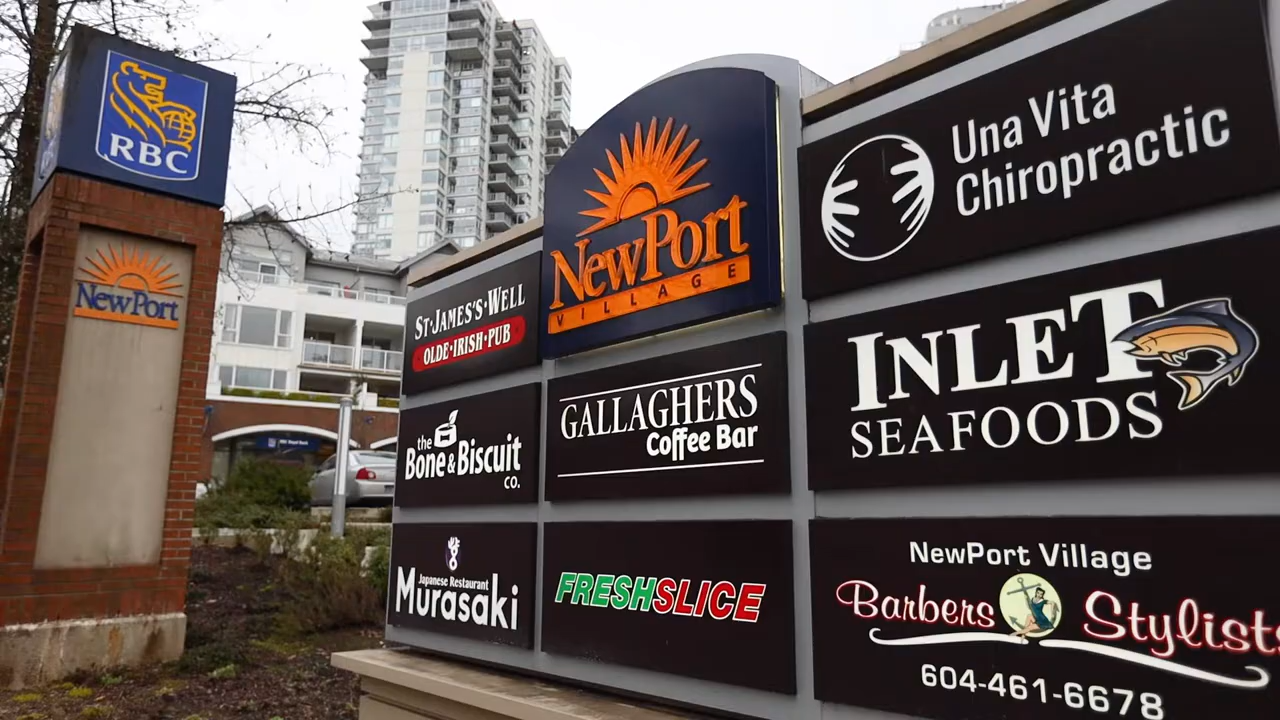 RBC
NewPort
ST·JAMES'S·WELL
OLDE·IRISH·PUB
the
Bone & Biscuit
co.
Japanese Restaurant
Murasaki
NewPort
VILLAGE
GALLAGHERS
Coffee Bar
FRESHSLICE
Una Vita
Chiropractic
INLET
SEAFOODS
NewPort Village
Barbers Stylists
604-461-6678